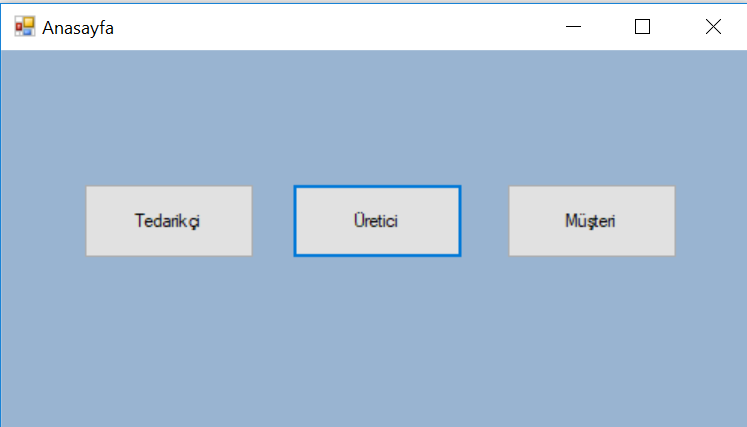 Anasayfa
Tedarikçi
Üretici
Müşteri